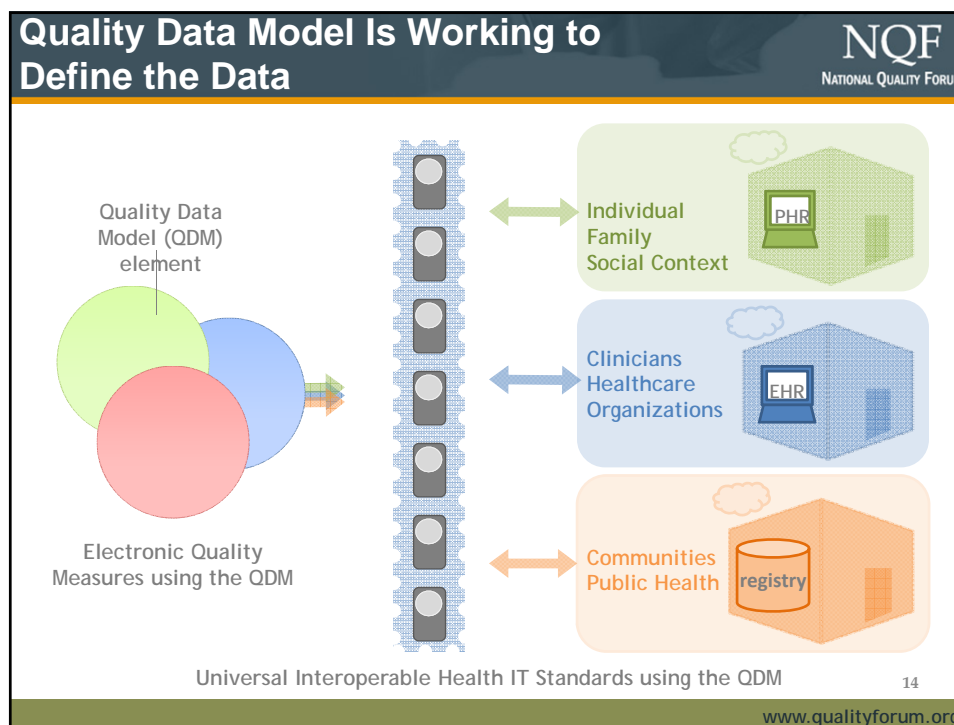 Quality Data Model Is Working to
Define the Data
NQF
NATIONAL QUALITY FORU
Quality Data
Model (QDM)
element
Electronic Quality
Measures using the QDM
Individual
Family
Social Context
PHR
Clinicians
Healthcare
Organizations
EHR
Communities
Public Health
registry
Universal Interoperable Health IT Standards using the QDM
14
www.qualityforum.org